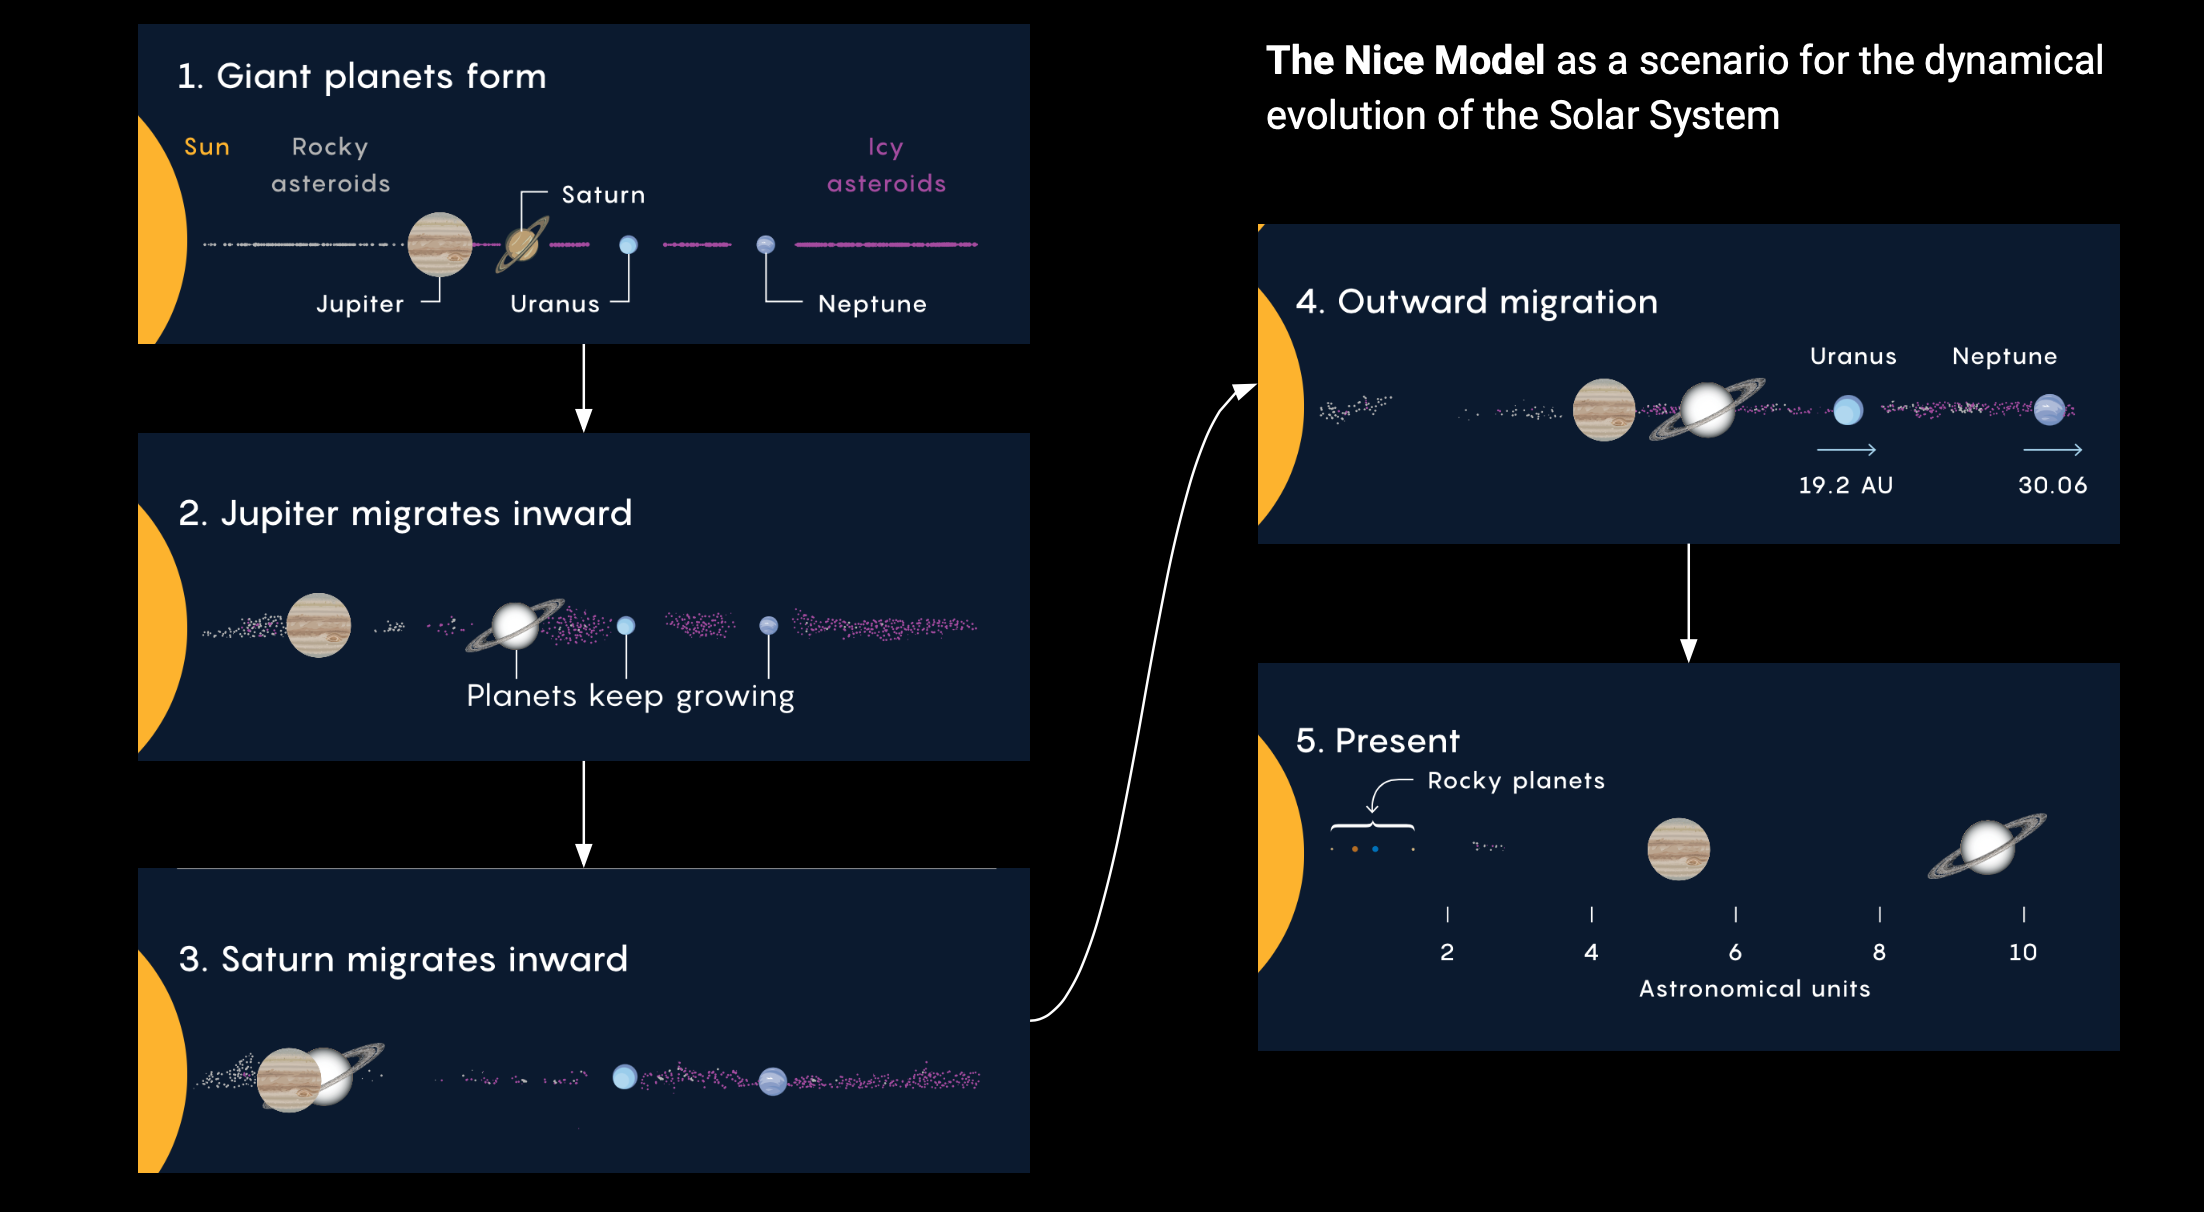 The Nice Model as a scenario for the dynamical
evolution of the Solar System
1. Giant planets form
Sun
Rocky
asteroids
Icy
asteroids
Saturn
Jupiter
Uranus
Neptune
2. Jupiter migrates inward
Planets keep growing
3. Saturn migrates inward
4. Outward migration
Uranus
Neptune
19.2 AU
30.06
5. Present
Rocky planets
2 4 6 8 10
Astronomical units